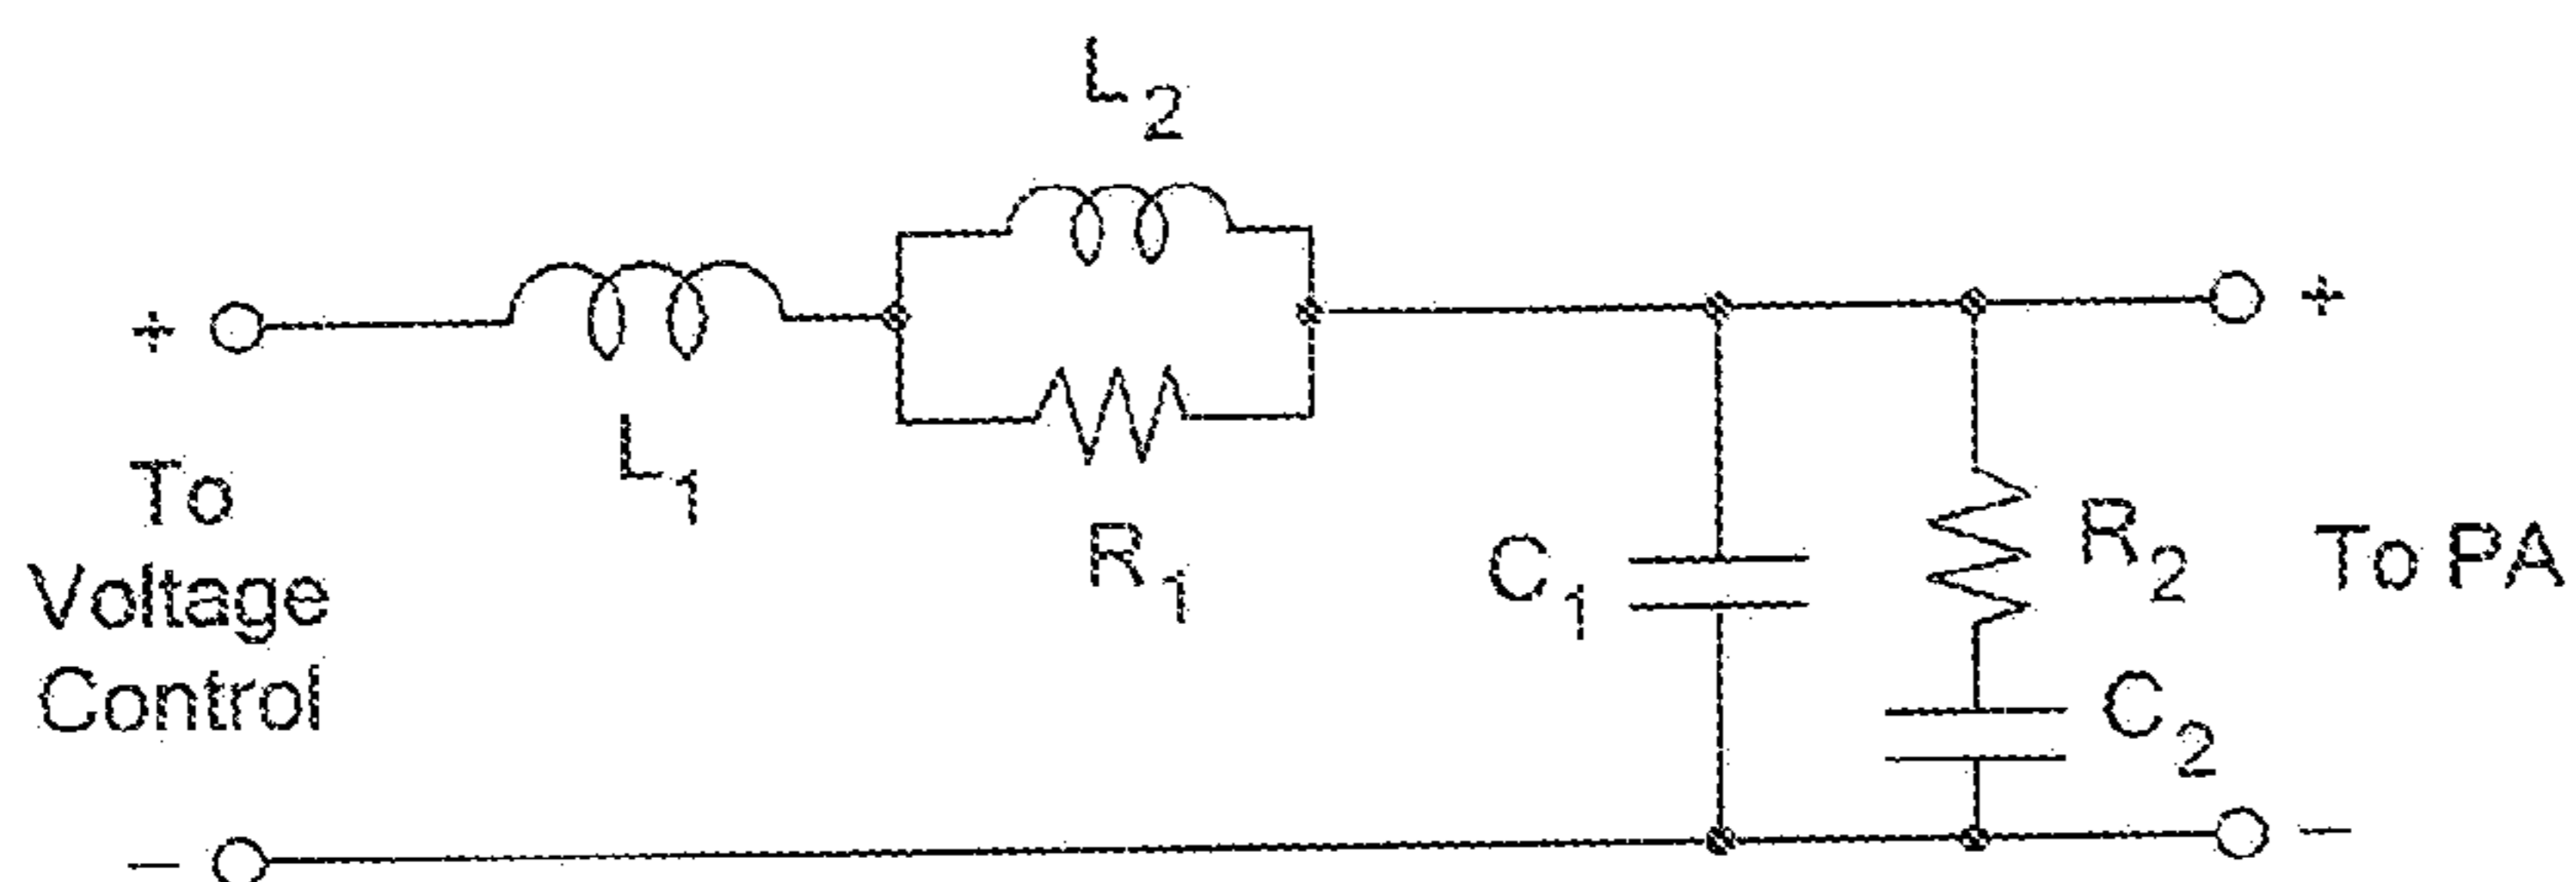 L2
+
+
L1
To
Voltage
Control
R1
C1
R2
To PA
C2
−
−